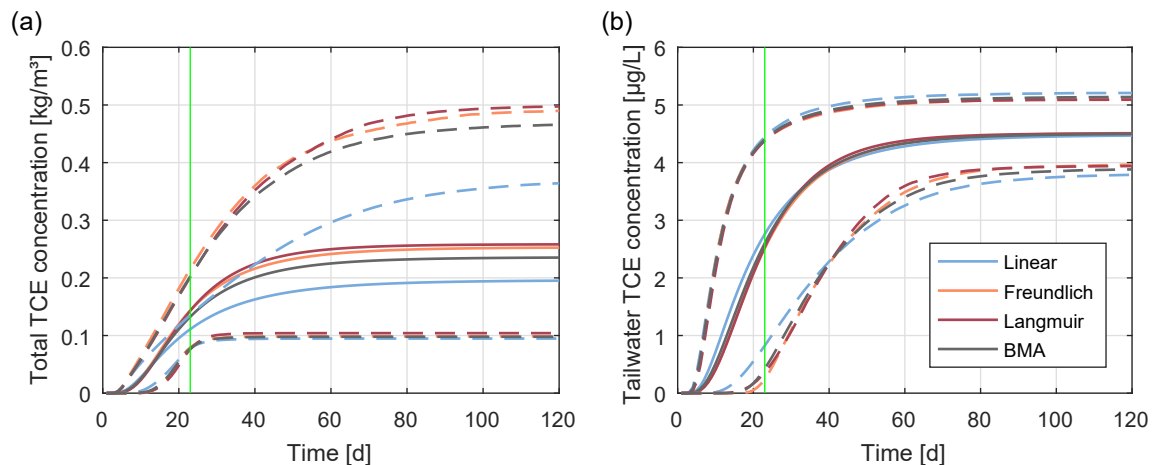 (a)
Total TCE concentration [kg/m³]
0.6
0.5
0.4
0.3
0.2
0.1
0
0 20 40 60 80 100 120
Time [d]
(b)
Tailwater TCE concentration [µg/L]
6
5
4
3
2
1
0
0 20 40 60 80 100 120
Time [d]
Linear
Freundlich
Langmuir
BMA